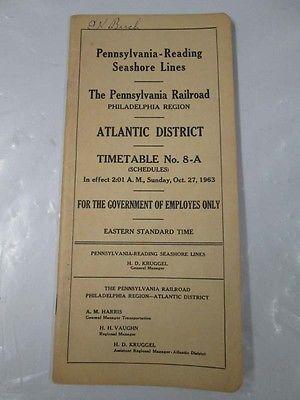 Pennsylvania-Reading
Seashore Lines
The Pennsylvania Railroad
PHILADELPHIA REGION
ATLANTIC DISTRICT
TIMETABLE No. 8-A
(SCHEDULES)
In effect 2:01 A. M., Sunday, Oct. 27, 1963
FOR THE GOVERNMENT OF EMPLOYES ONLY
EASTERN STANDARD TIME
PENNSYLVANIA-READING SEASHORE LINES
H. D. KRUGGEL
General Manager
THE PENNSYLVANIA RAILROAD
PHILADELPHIA REGION—ATLANTIC DISTRICT
A. M. HARRIS
General Manager Transportation
H. H. VAUGHN
Regional Manager
H. D. KRUGGEL
Assistant Regional Manager-Atlantic District